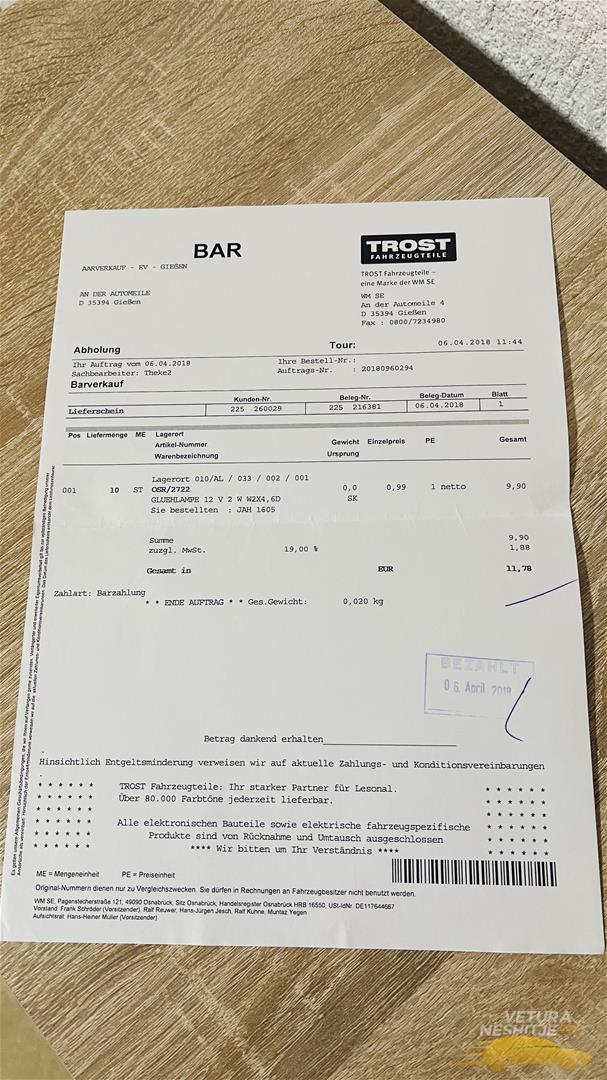 BAR
TROST
FAHRZEUGTEILE
AARVERKAUF - EV - GIEßEN
TROST Fahrzeugteile –
eine Marke der WM SE
AN DER AUTOMEILE
D 35394 Gießen
WM SE
An der Automeile 4
D 35394 Gießen
Fax : 0800/7234980
Abholung Tour: 06.04.2018 11:44
Ihr Auftrag vom 06.04.2018 Ihre Bestell-Nr.:
Sachbearbeiter: Theke2 Auftrags-Nr. : 20180960294
Barverkauf
Kunden-Nr. Beleg-Nr. Beleg-Datum Blatt
Lieferschein 225 260029 225 216381 06.04.2018 1
Pos Liefermenge ME Lagerort
Artikel-Nummer Gewicht Einzelpreis PE Gesamt
Warenbezeichnung Ursprung
Lagerort 010/AL / 033 / 002 / 001
001 10 ST OSR/2722 0,0 0,99 1 netto 9,90
GLUEHLAMPE 12 V 2 W W2X4,6D SK
Sie bestellten : JAH 1605
Summe 9,90
zuzgl. MwSt. 19,00 % 1,88
Gesamt in EUR 11,78
Zahlart: Barzahlung
* * ENDE AUFTRAG * * Ges.Gewicht: 0,020 kg
BEZAHLT
06. April 2018
Betrag dankend erhalten
Hinsichtlich Entgeltsminderung verweisen wir auf aktuelle Zahlungs- und Konditionsvereinbarungen
* * * * * * TROST Fahrzeugteile: Ihr starker Partner für Lesonal. * * * * * *
* * * * * * Über 80.000 Farbtöne jederzeit lieferbar. * * * * * *
* * * * * * * * * * * *
* * * * * * Alle elektronischen Bauteile sowie elektrische fahrzeugspezifische * * * * * *
* * * * * * Produkte sind von Rücknahme und Umtausch ausgeschlossen * * * * * *
* * * * * * **** Wir bitten um Ihr Verständnis **** * * * * * *
ME = Mengeneinheit PE = Preiseinheit
Original-Nummern dienen nur zu Vergleichszwecken. Sie dürfen in Rechnungen an Fahrzeugbesitzer nicht benutzt werden.
WM SE, Pagenstecherstraße 121, 49090 Osnabrück, Sitz Osnabrück, Handelsregister Osnabrück HRB 16550, USt-IdNr. DE117644667
Vorstand: Frank Schröder (Vorsitzender), Ralf Reuwer, Hans-Jürgen Jesch, Ralf Kuhne, Muntaz Yegen
Aufsichtsrat: Hans-Heiner Müller (Vorsitzender)
VETURA
NESHITJE